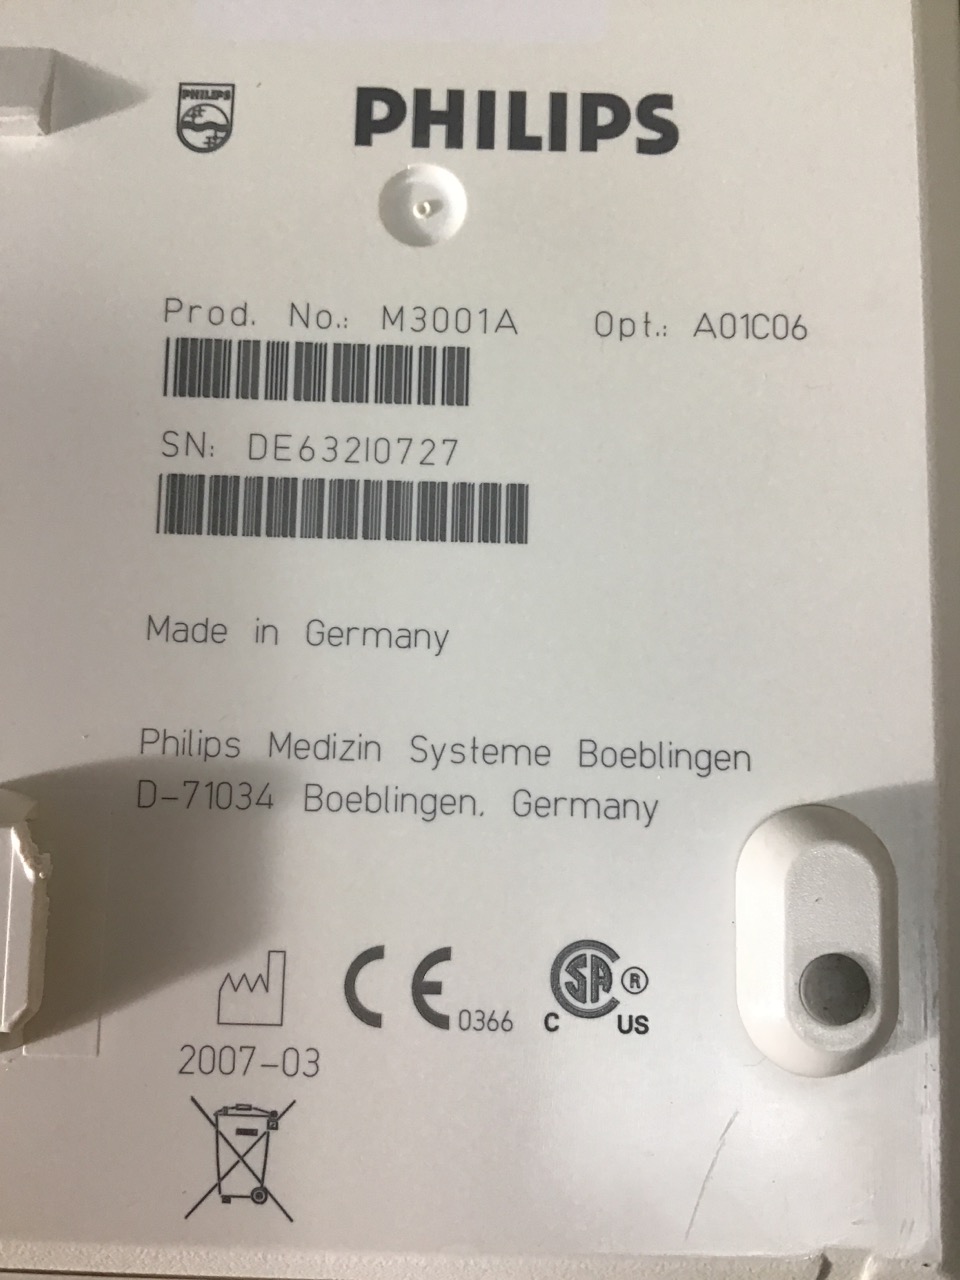 PHILIPS
PHILIPS
Prod. No.: M3001A Opt.: A01C06
SN: DE632I0727
Made in Germany
Philips Medizin Systeme Boeblingen
D-71034 Boeblingen. Germany
CE 0366
SA ®
C US
2007-03